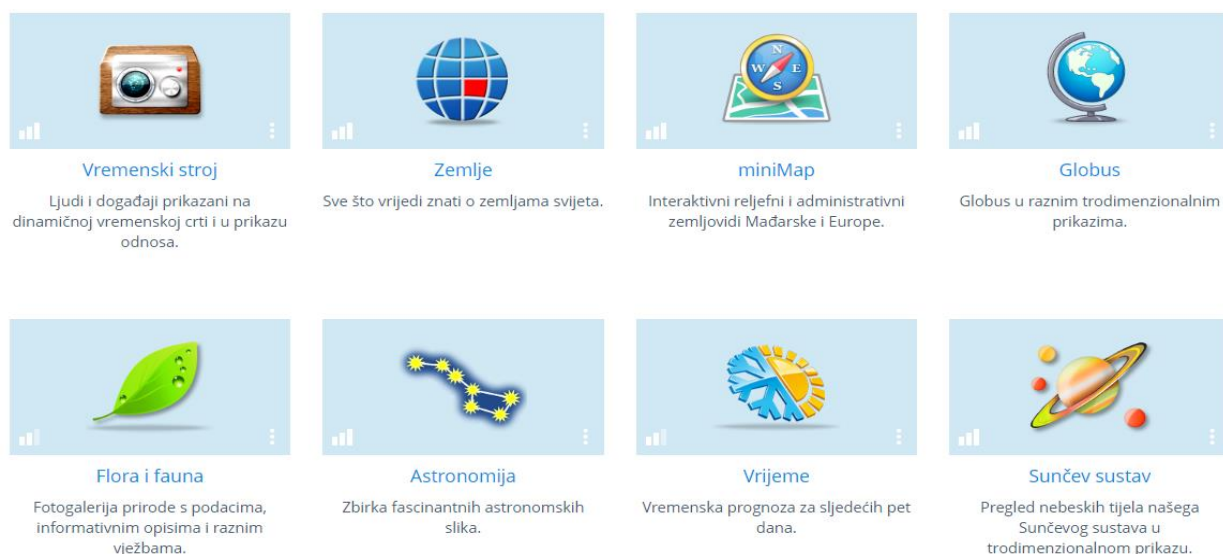 N
W E
S
Vremenski stroj
Ljudi i događaji prikazani na
dinamičnoj vremenskoj crti i u prikazu
odnosa.
Zemlje
Sve što vrijedi znati o zemljama svijeta.
miniMap
Interaktivni reljefni i administrativni
zemljovidi Mađarske i Europe.
Globus
Globus u raznim trodimenzionalnim
prikazima.
Flora i fauna
Fotogalerija prirode s podacima,
informativnim opisima i raznim
vježbama.
Astronomija
Zbirka fascinantnih astronomskih
slika.
Vrijeme
Vremenska prognoza za sljedećih pet
dana.
Sunčev sustav
Pregled nebeskih tijela našega
Sunčevog sustava u
trodimenzionalnom prikazu.